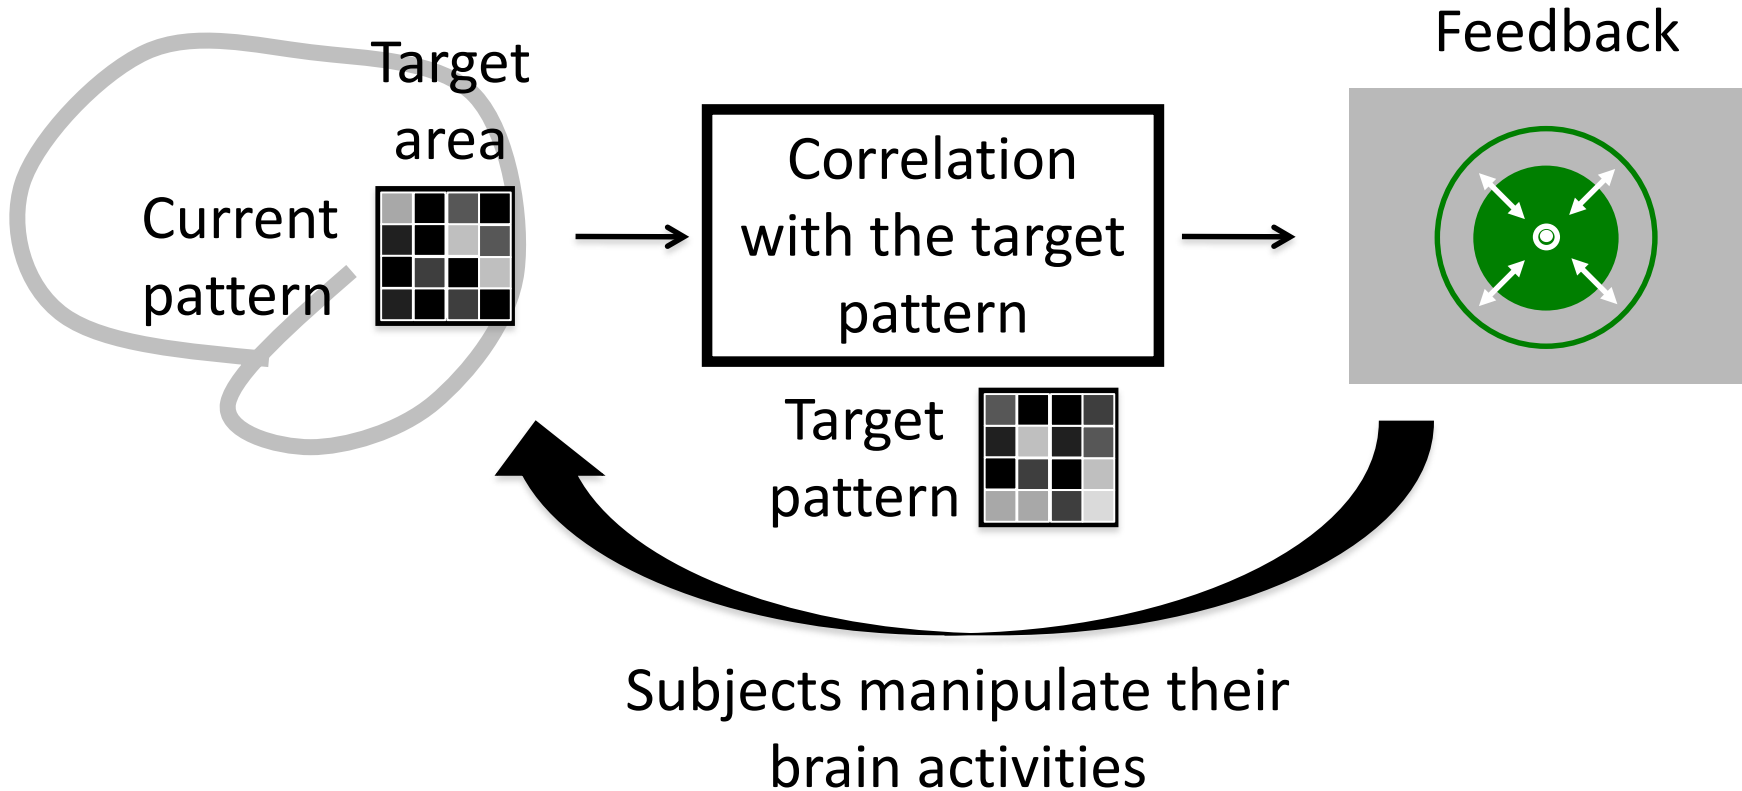 Target
area
Current
pattern
Correlation
with the target
pattern
Target
pattern
Feedback
Subjects manipulate their
brain activities